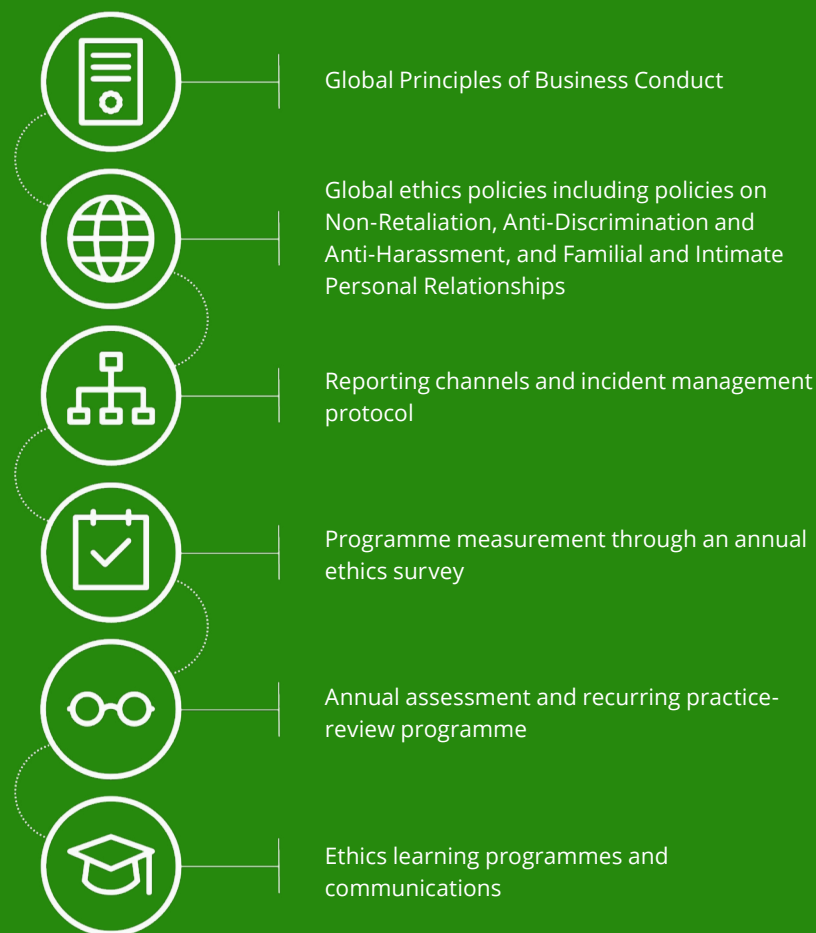 Global Principles of Business Conduct
Global ethics policies including policies on
Non-Retaliation, Anti-Discrimination and
Anti-Harassment, and Familial and Intimate
Personal Relationships
Reporting channels and incident management
protocol
Programme measurement through an annual
ethics survey
Annual assessment and recurring practice-
review programme
Ethics learning programmes and
communications